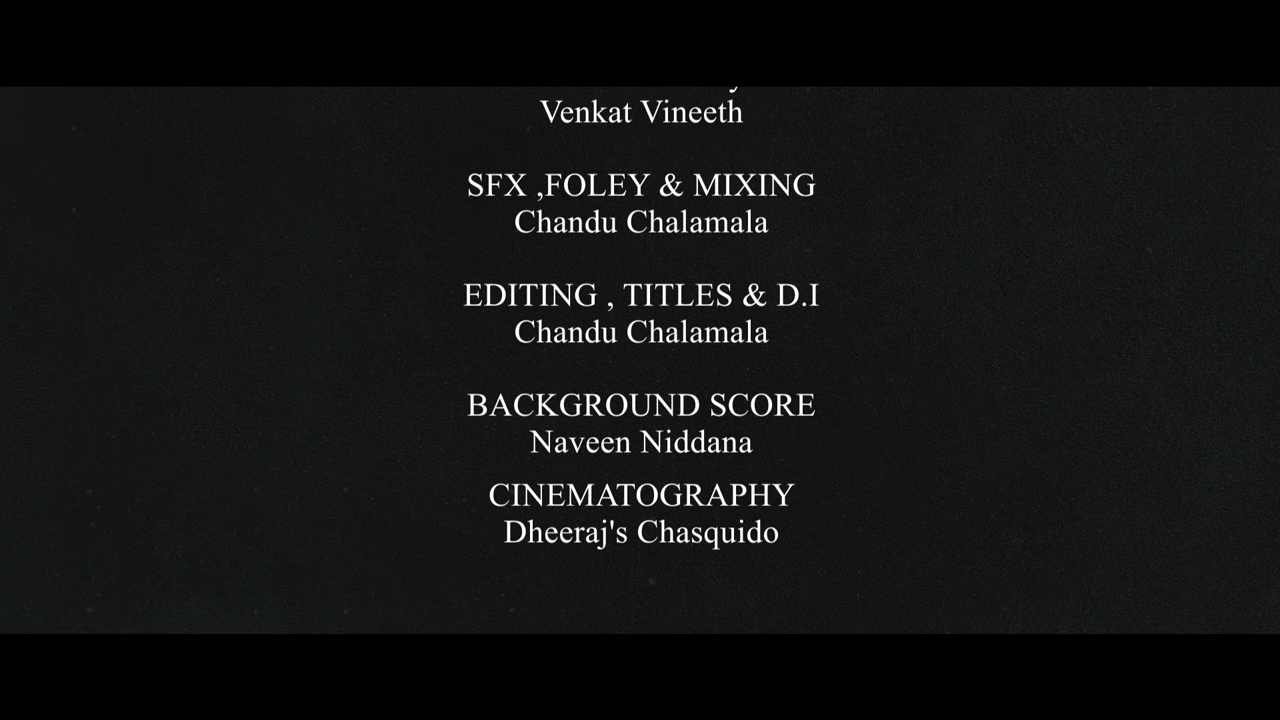 Venkat Vineeth
SFX ,FOLEY & MIXING
Chandu Chalamala
EDITING , TITLES & D.I
Chandu Chalamala
BACKGROUND SCORE
Naveen Niddana
CINEMATOGRAPHY
Dheeraj's Chasquido